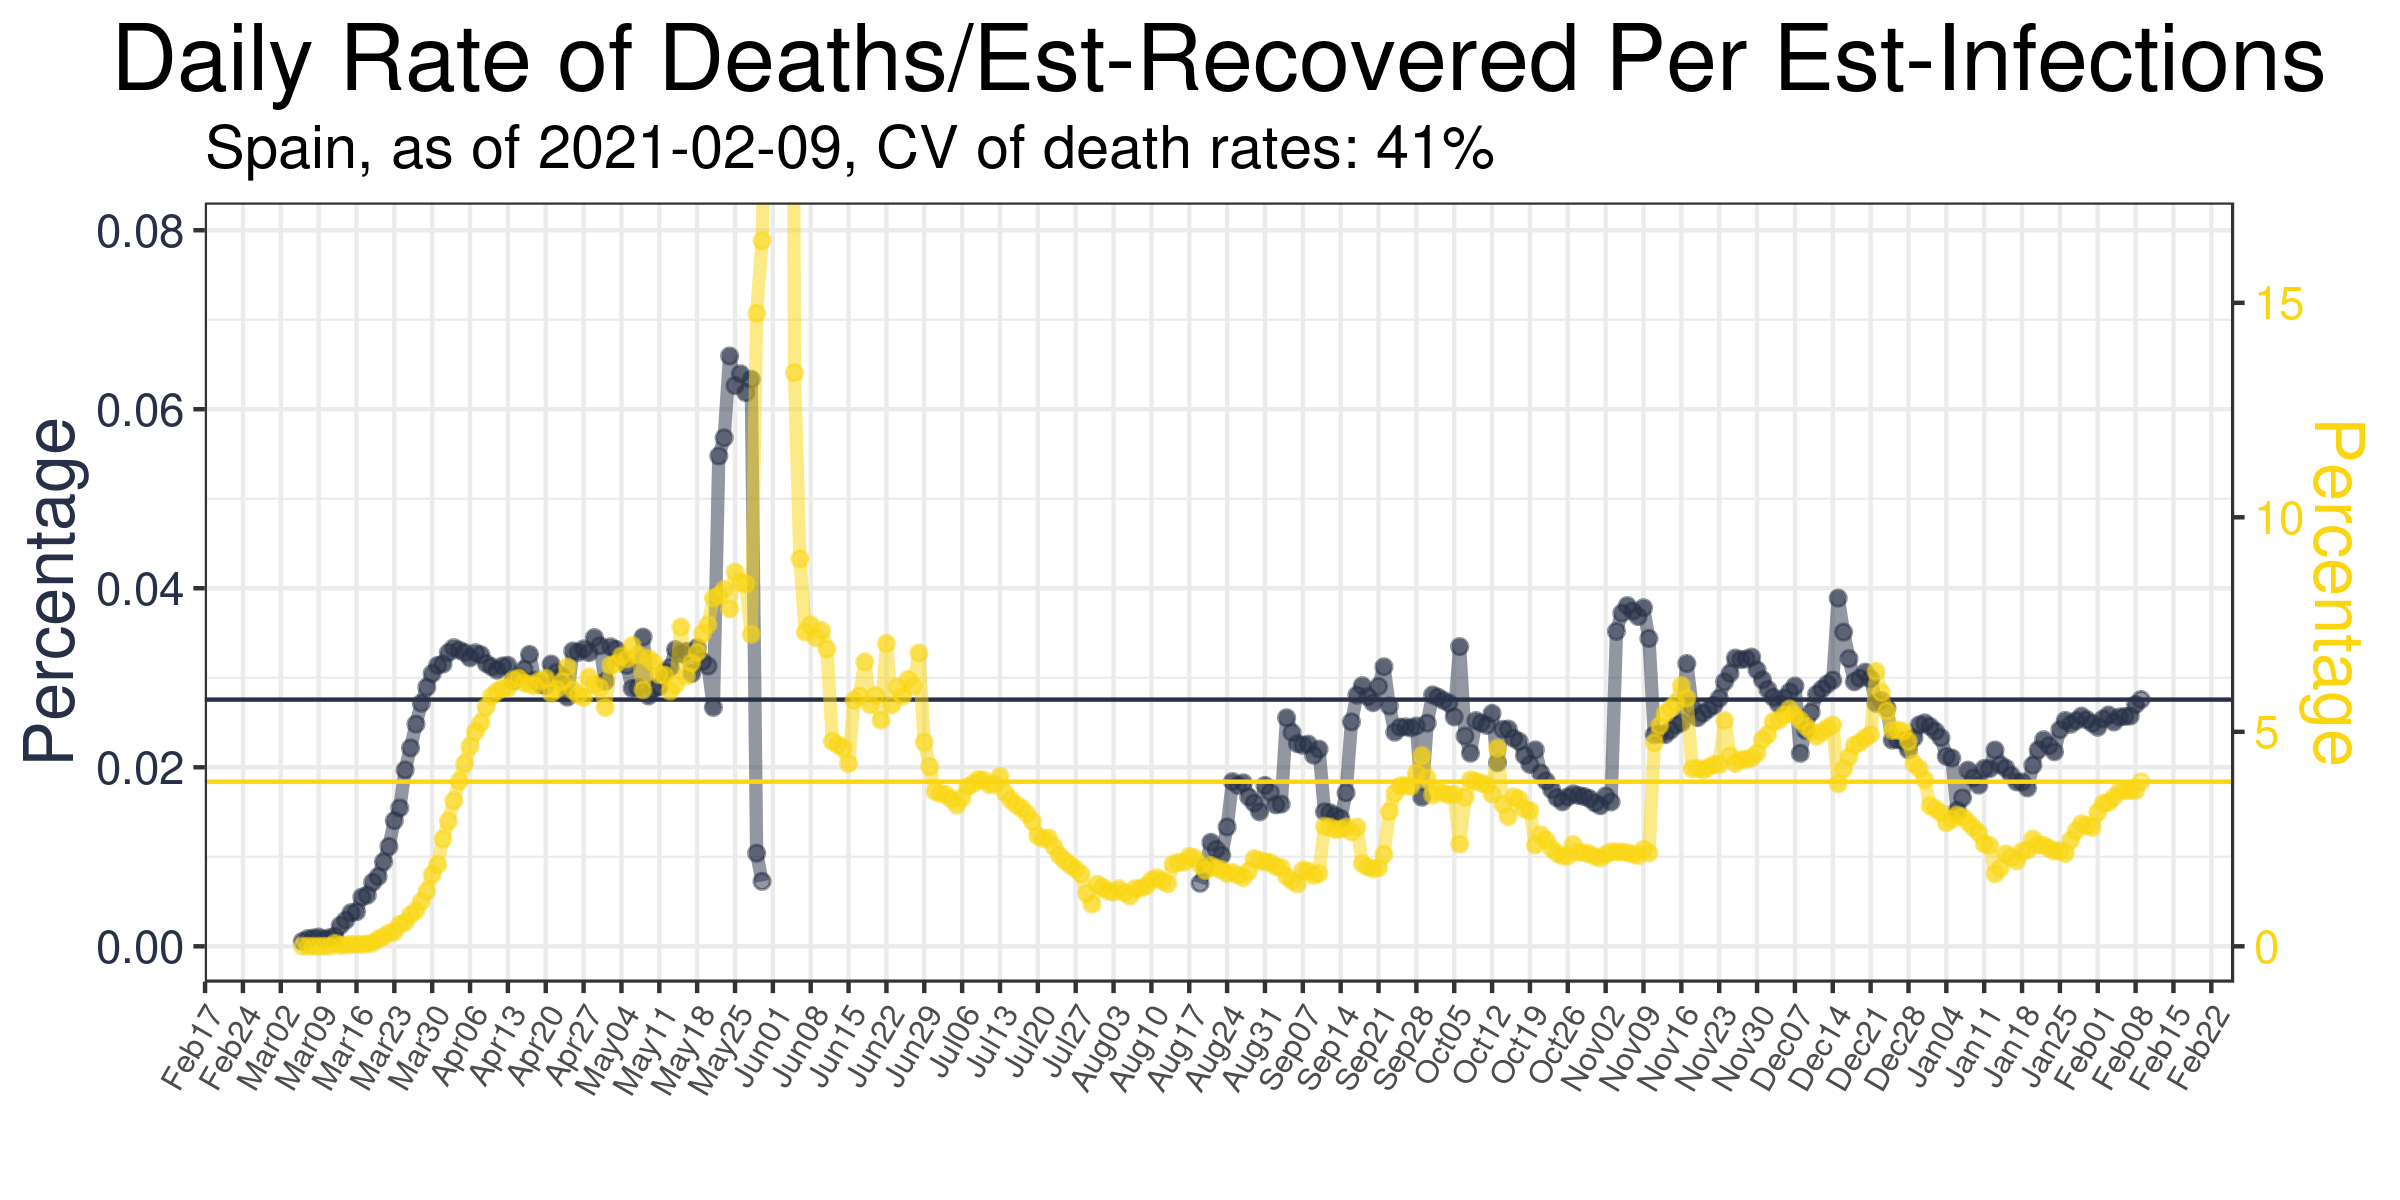 Daily Rate of Deaths/Est-Recovered Per Est-Infections
Spain, as of 2021-02-09, CV of death rates: 41%
Percentage
0.08
0.06
0.04
0.02
0.00
15
10
5
0
Percentage
Feb17
Feb24
Mar02
Mar09
Mar16
Mar23
Mar30
Apr06
Apr13
Apr20
Apr27
May04
May11
May18
May25
Jun01
Jun08
Jun15
Jun22
Jun29
Jul06
Jul13
Jul20
Jul27
Aug03
Aug10
Aug17
Aug24
Aug31
Sep07
Sep14
Sep21
Sep28
Oct05
Oct12
Oct19
Oct26
Nov02
Nov09
Nov16
Nov23
Nov30
Nov07
Dec14
Dec21
Dec28
Dec28
Jan04
Jan11
Jan18
Jan25
Feb01
Feb08
Feb15
Feb22